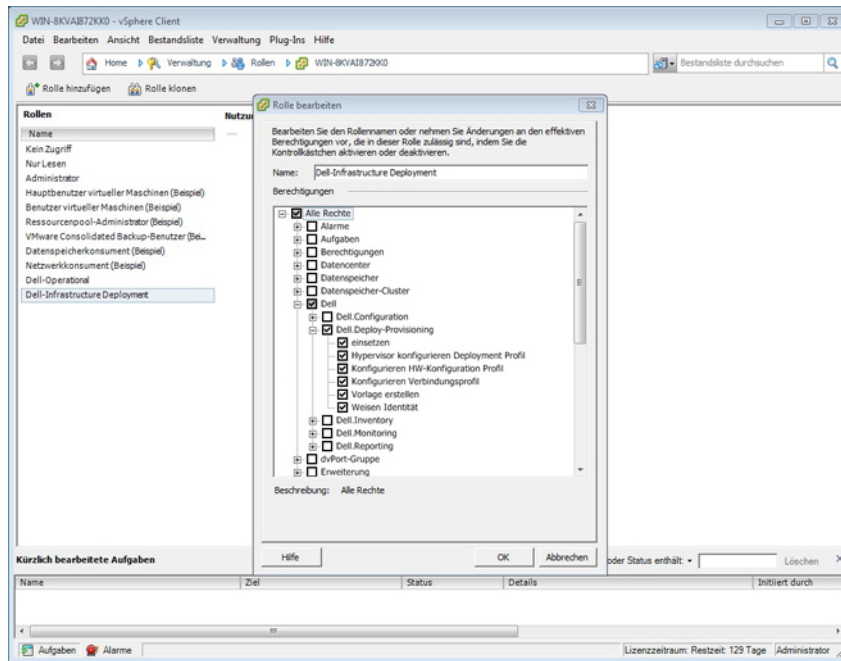 WIN-8KVAIB72KK0 - vSphere Client
Datei Bearbeiten Ansicht Bestandsliste Verwaltung Plug-Ins Hilfe
Home Verwaltung Rollen WIN-8KVAIB72KK0 Bestandsliste durchsuchen
Rolle hinzufügen Rolle klonen
Rollen
Name
Kein Zugriff
Nur Lesen
Administrator
Hauptbenutzer virtueller Maschinen (Beispiel)
Benutzer virtueller Maschinen (Beispiel)
Ressourcenpool-Administrator (Beispiel)
VMware Consolidated Backup-Benutzer (Bei...
Datenspeicherkonsument (Beispiel)
Netzwerkkonsument (Beispiel)
Dell-Operational
Dell-Infrastructure Deployment
Nutzu
Rolle bearbeiten
Bearbeiten Sie den Rollennamen oder nehmen Sie Änderungen an den effektiven
Berechtigungen vor, die in dieser Rolle zulässig sind, indem Sie die
Kontrollkästchen aktivieren oder deaktivieren.
Name: Dell-Infrastructure Deployment
Berechtigungen
Alle Rechte
Alarme
Aufgaben
Berechtigungen
Datencenter
Datenspeicher
Datenspeicher-Cluster
Dell
Dell.Configuration
Dell.Deploy-Provisioning
einsetzen
Hypervisor konfigurieren Deployment Profil
Konfigurieren HW-Konfiguration Profil
Konfigurieren Verbindungsprofil
Vorlage erstellen
Weisen Identität
Dell.Inventory
Dell.Monitoring
Dell.Reporting
dvPort-Gruppe
Erweiterung
Beschreibung: Alle Rechte
Hilfe OK Abbrechen
Kürzlich bearbeitete Aufgaben
oder Status enthält: Löschen
Name Ziel Status Details Initiiert durch
Aufgaben Alarme Lizenzzeitraum: Restzeit: 129 Tage Administrator